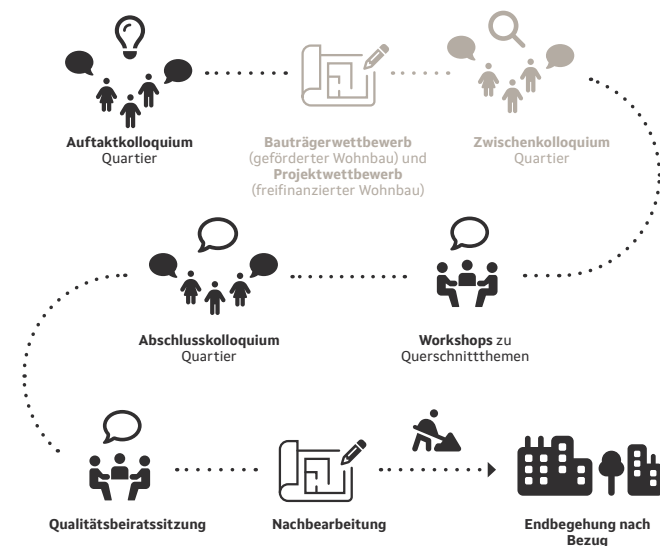 Auftaktkolloquium
Quartier
Bauträgerwettbewerb
(geförderter Wohnbau) und
Projektwettbewerb
(freifinanzierter Wohnbau)
Zwischenkolloquium
Quartier
Abschlusskolloquium
Quartier
Workshops zu
Querschnittthemen
Qualitätsbeiratssitzung
Nachbearbeitung
Endbegehung nach
Bezug